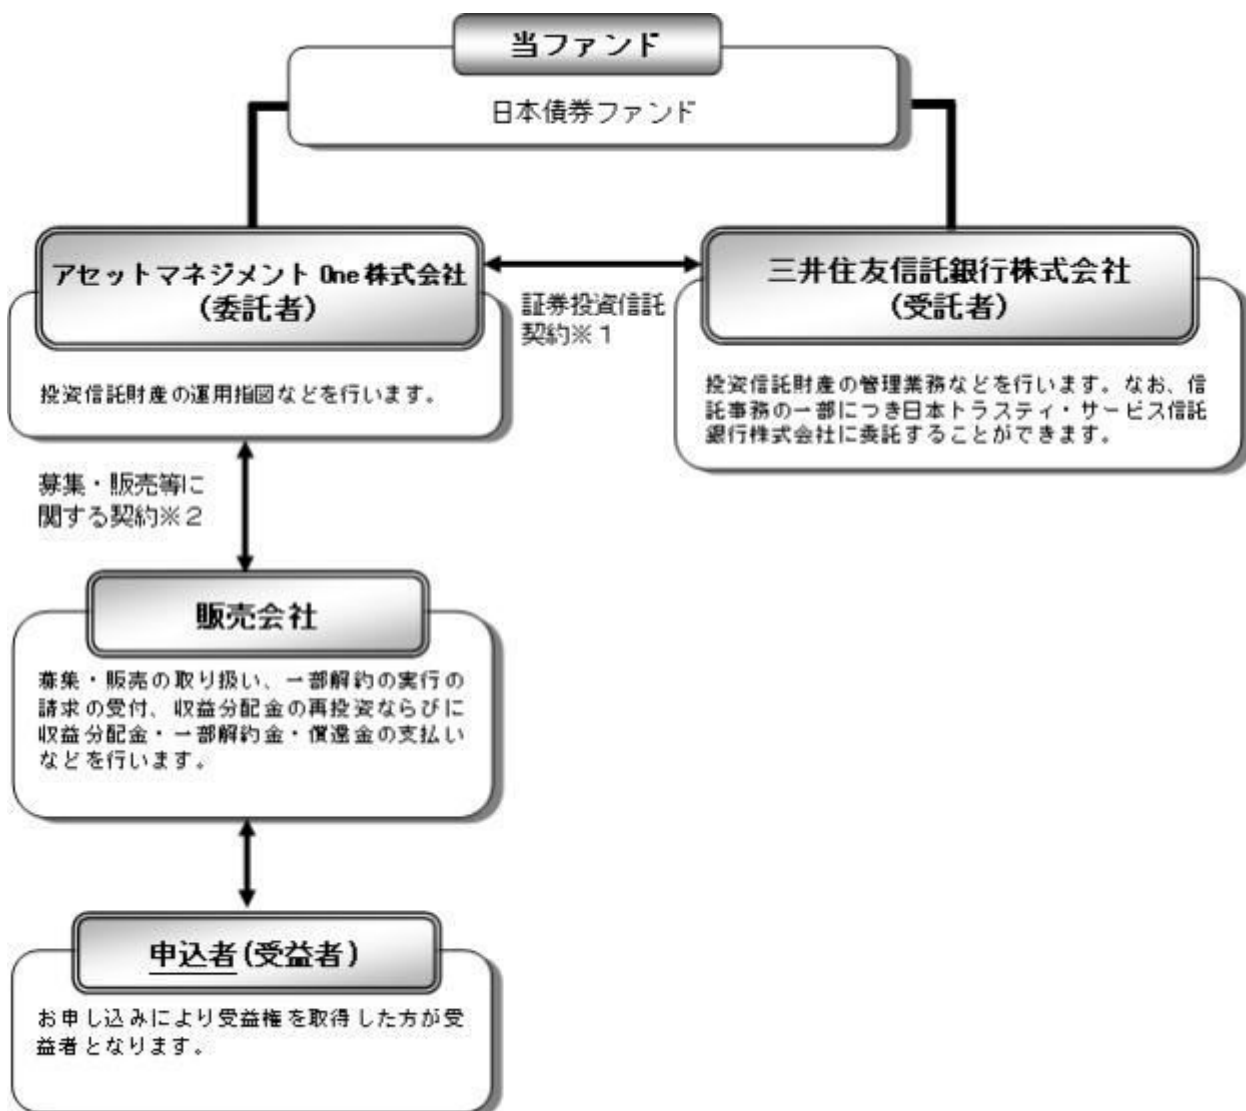 当ファンド
日本債券ファンド
アセットマネジメント One 株式会社
(委託者)
投資信託財産の運用指図などを行います。
証券投資信託
契約※1
三井住友信託銀行株式会社
(受託者)
投資信託財産の管理業務などを行います。なお、信
託事務の一部につき日本トラスティ・サービス信託
銀行株式会社に委託することができます。
募集・販売等に
関する契約※2
販売会社
募集・販売の取り扱い、一部解約の実行の
請求の受付、収益分配金の再投資ならびに
収益分配金・一部解約金・償還金の支払い
などを行います。
申込者(受益者)
お申し込みにより受益権を取得した方が受
益者となります。